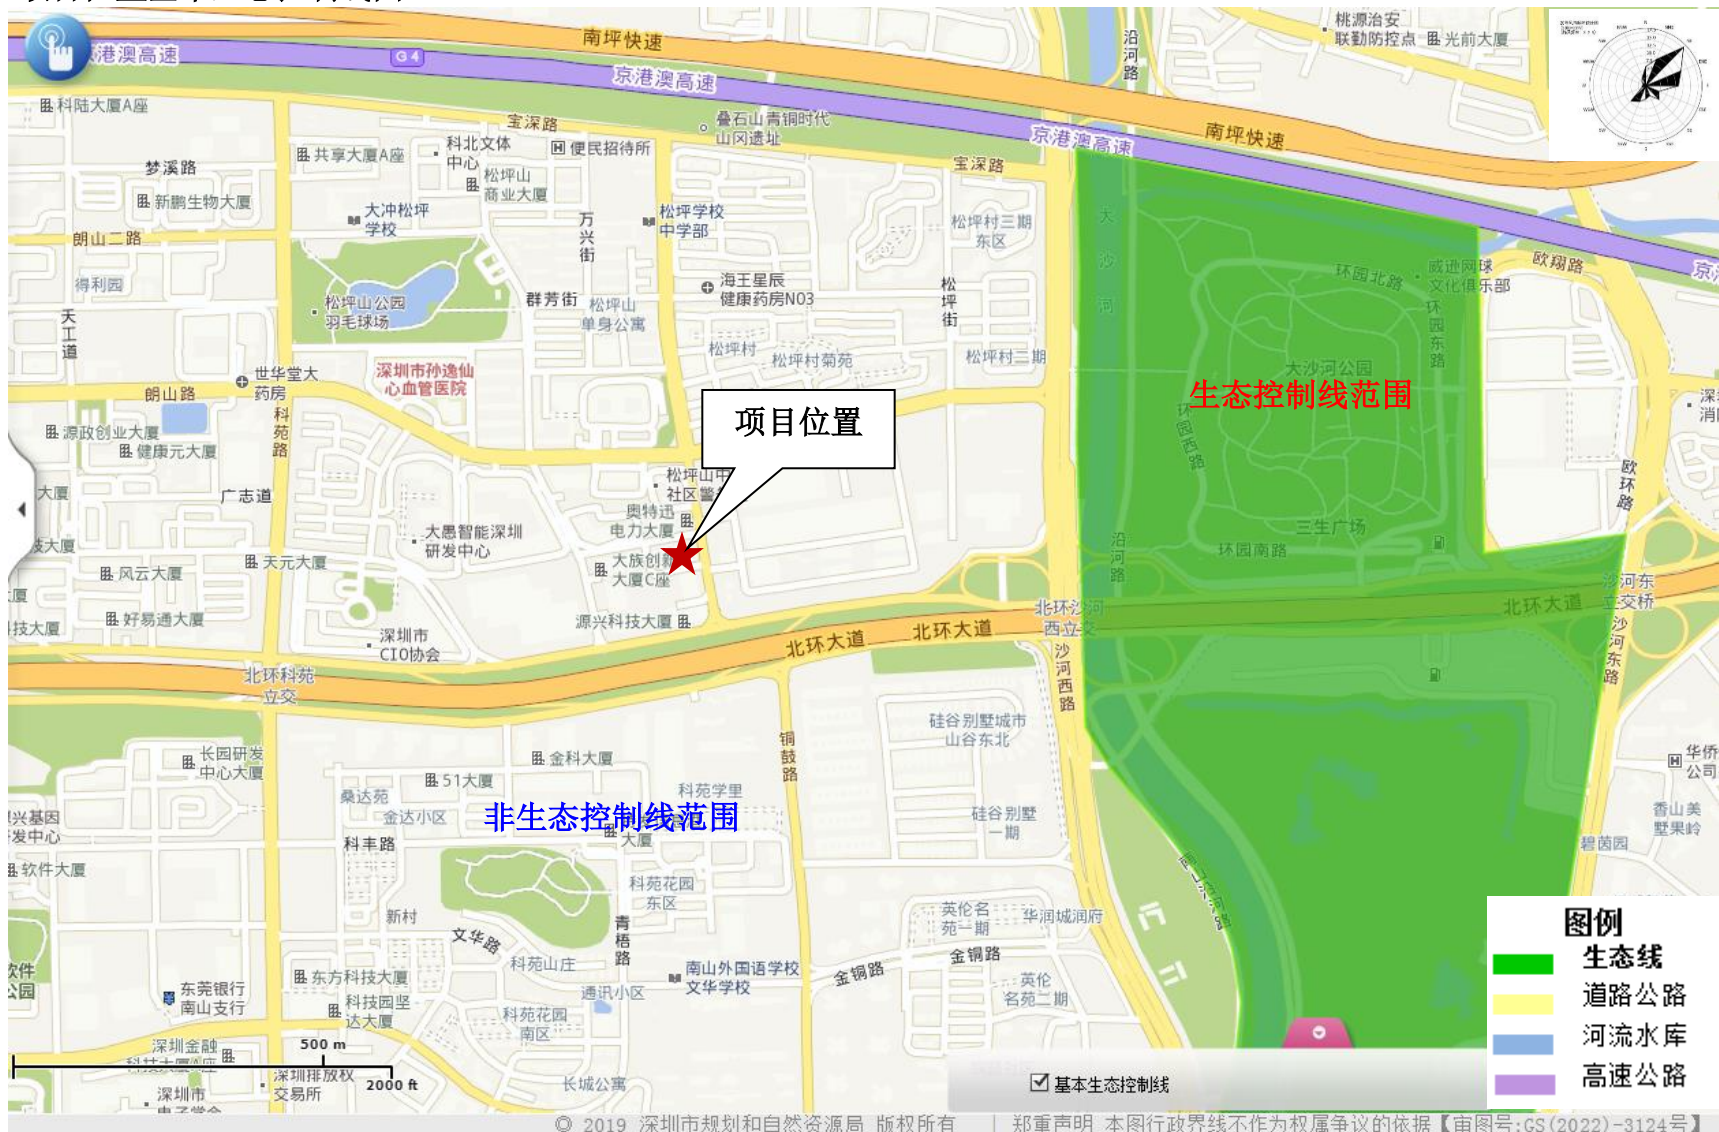 南坪快速
沿河路
桃源治安
联勤防控点
光前大厦
港澳高速
G4
京港澳高速
科陆大厦A座
宝深路
叠石山青铜时代
山冈遗址
京港澳高速
南坪快速
梦溪路
共享大厦A座
科北文体
中心
便民招待所
宝深路
松坪山
商业大厦
新鹏生物大厦
大冲松坪
学校
万兴街
松坪学校
中学部
松坪村三期
东区
大沙河
朗山二路
得利园
松坪山公园
羽毛球场
群芳街
松坪山
单身公寓
海王星辰
健康药房N03
松坪街
环园北路
威迅网球
文化俱乐部
欧翔路
环园东路
天工道
松坪村
松坪村菊苑
松坪村二期
大沙河公园
世华堂大
药房
深圳市孙逸仙
心血管医院
朗山路
科苑路
项目位置
生态控制线范围
环园西路
源政创业大厦
健康元大厦
大厦
广志道
松坪山中
社区警
奥特迅
电力大厦
欧环路
大愚智能深圳
研发中心
三生广场
环园南路
沿河路
风云大厦
天元大厦
大族创新
大厦C座
沙河东
立交桥
好易通大厦
源兴科技大厦
北环沙河
西立交
北环大道
深圳市
CIO协会
北环大道
北环大道
沙河西路
沙河东路
北环科苑
立交
硅谷别墅城市
山谷东北
铜鼓路
长园研发
中心大厦
金科大厦
51大厦
华侨
公司
桑达苑
金达小区
科苑学里
非生态控制线范围
大厦
硅谷别墅
一期
香山美
墅果岭
兴基因
发中心
科丰路
碧茵园
软件大厦
科苑花园
东区
新村
青梧路
英伦名
苑一期
华润城润府
图例
生态线
道路公路
河流水库
高速公路
文华路
科苑山庄
南山外国语学校
文华学校
金铜路
金铜路
英伦
名苑二期
软件
公园
东莞银行
南山支行
东方科技大厦
科技园坚
达大厦
通讯小区
科苑花园
南区
深圳金融
500 m
深圳排放权
交易所
2000 ft
深圳市
长城公寓
基本生态控制线
© 2019 深圳市规划和自然资源局 版权所有 | 郑重声明 本图行政界线不作为权属争议的依据【审图号:GS(2022)-3124号】